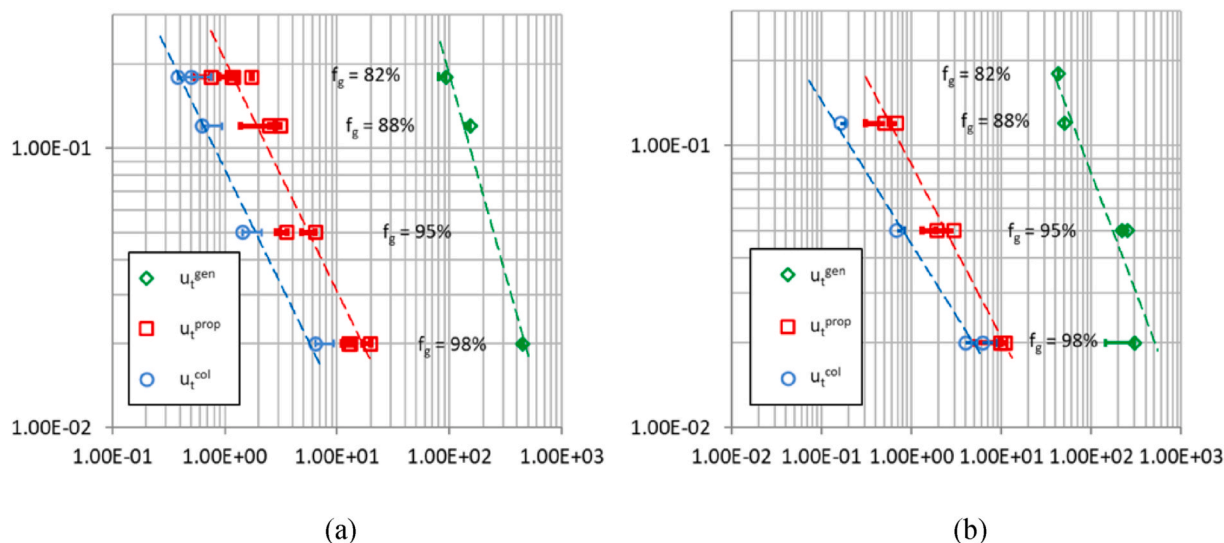 f_g = 82%
f_g = 88%
1.00E-01
f_g = 95%
u_t^gen
u_t^prop
u_t^col
f_g = 98%
1.00E-02
1.00E-01 1.00E+00 1.00E+01 1.00E+02 1.00E+03
(a)
f_g = 82%
f_g = 88%
1.00E-01
f_g = 95%
u_t^gen
u_t^prop
u_t^col
f_g = 98%
1.00E-02
1.00E-02 1.00E-01 1.00E+00 1.00E+01 1.00E+02 1.00E+03
(b)